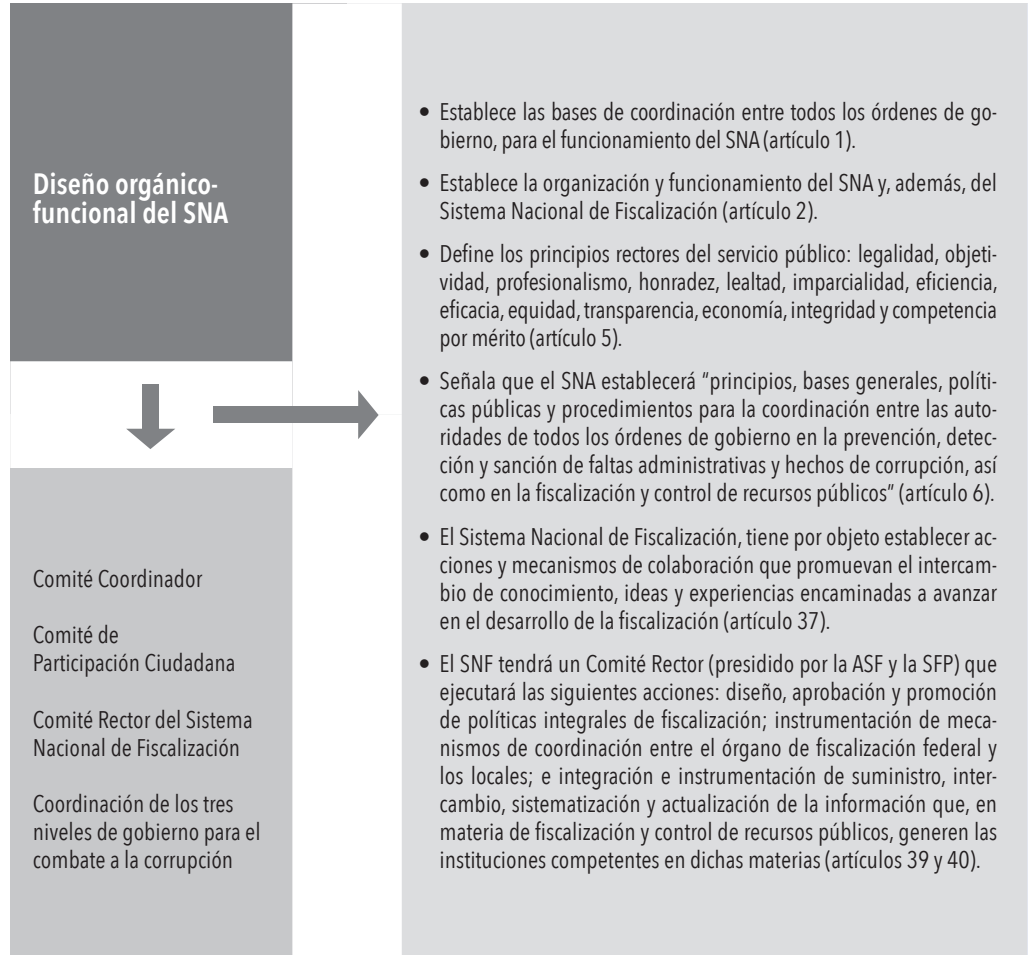 Diseño orgánico-
funcional del SNA
Comité Coordinador
Comité de
Participación Ciudadana
Comité Rector del Sistema
Nacional de Fiscalización
Coordinación de los tres
niveles de gobierno para el
combate a la corrupción
• Establece las bases de coordinación entre todos los órdenes de go-
bierno, para el funcionamiento del SNA (artículo 1).
• Establece la organización y funcionamiento del SNA y, además, del
Sistema Nacional de Fiscalización (artículo 2).
• Define los principios rectores del servicio público: legalidad, objeti-
vidad, profesionalismo, honradez, lealtad, imparcialidad, eficiencia,
eficacia, equidad, transparencia, economía, integridad y competencia
por mérito (artículo 5).
• Señala que el SNA establecerá "principios, bases generales, políti-
cas públicas y procedimientos para la coordinación entre las auto-
ridades de todos los órdenes de gobierno en la prevención, detec-
ción y sanción de faltas administrativas y hechos de corrupción, así
como en la fiscalización y control de recursos públicos" (artículo 6).
• El Sistema Nacional de Fiscalización, tiene por objeto establecer ac-
ciones y mecanismos de colaboración que promuevan el intercam-
bio de conocimiento, ideas y experiencias encaminadas a avanzar
en el desarrollo de la fiscalización (artículo 37).
• El SNF tendrá un Comité Rector (presidido por la ASF y la SFP) que
ejecutará las siguientes acciones: diseño, aprobación y promoción
de políticas integrales de fiscalización; instrumentación de meca-
nismos de coordinación entre el órgano de fiscalización federal y
los locales; e integración e instrumentación de suministro, inter-
cambio, sistematización y actualización de la información que, en
materia de fiscalización y control de recursos públicos, generen las
instituciones competentes en dichas materias (artículos 39 y 40).